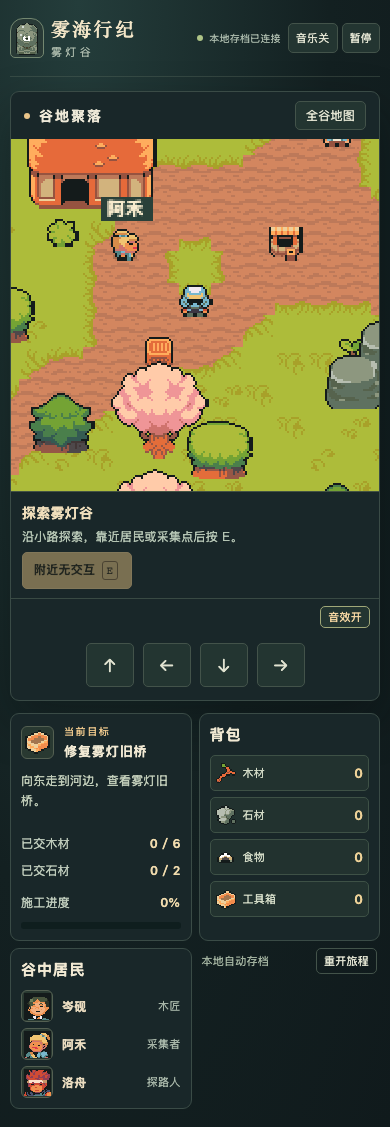 雾海行纪
雾灯谷
本地存档已连接
音乐关
暂停
谷地聚落
全谷地图
阿禾
探索雾灯谷
沿小路探索，靠近居民或采集点后按 E。
附近无交互 E
音效开
↑ ← ↓ →
当前目标
修复雾灯旧桥
向东走到河边，查看雾灯旧
桥。
已交木材 0 / 6
已交石材 0 / 2
施工进度 0%
背包
木材 0
石材 0
食物 0
工具箱 0
谷中居民
岑砚 木匠
阿禾 采集者
洛舟 探路人
本地自动存档
重开旅程